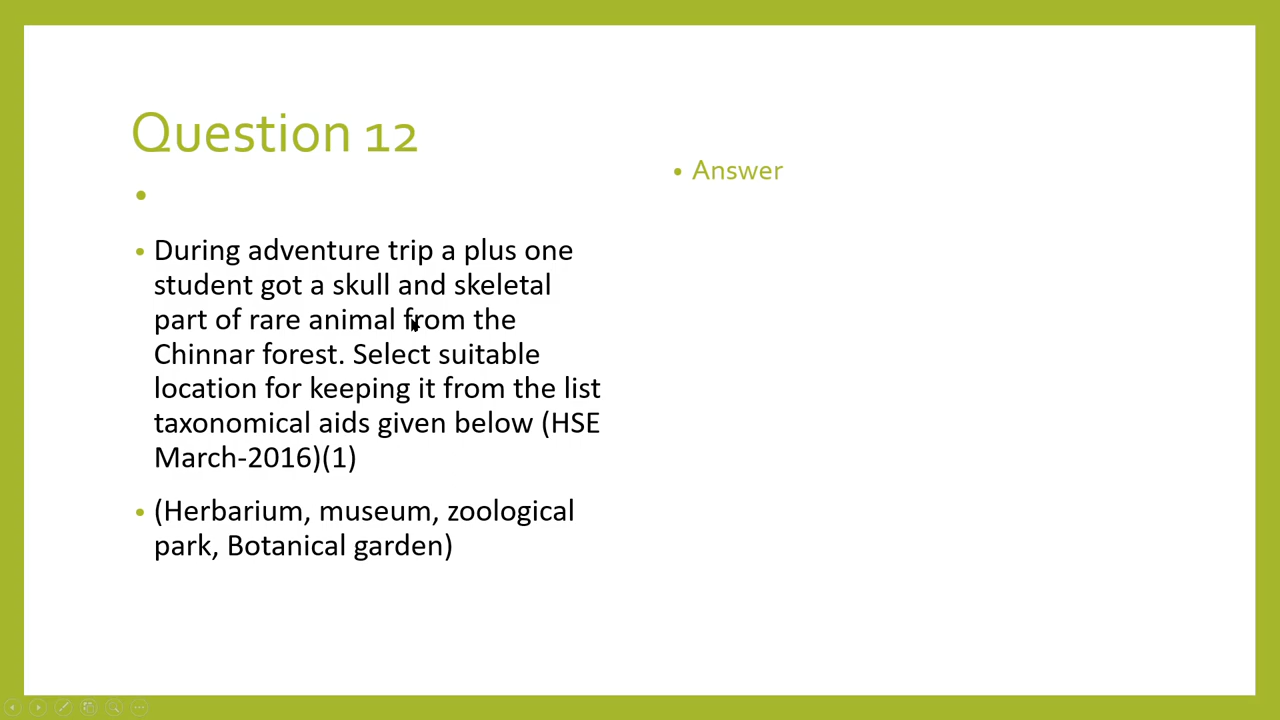 Question 12
During adventure trip a plus one
student got a skull and skeletal
part of rare animal from the
Chinnar forest. Select suitable
location for keeping it from the list
taxonomical aids given below (HSE
March-2016)(1)
(Herbarium, museum, zoological
park, Botanical garden)
Answer